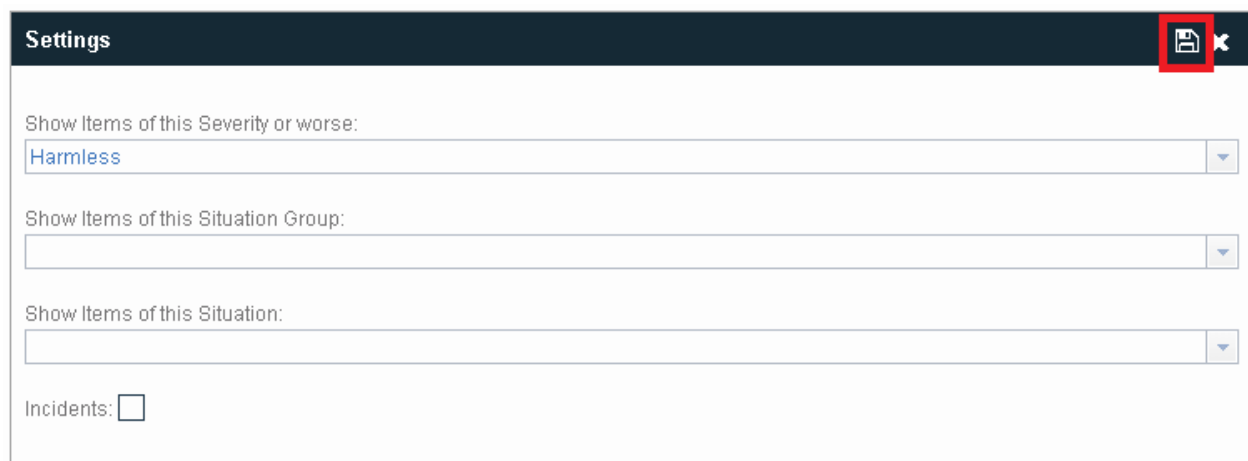 Settings
Show Items of this Severity or worse:
Harmless
Show Items of this Situation Group:
Show Items of this Situation:
Incidents: